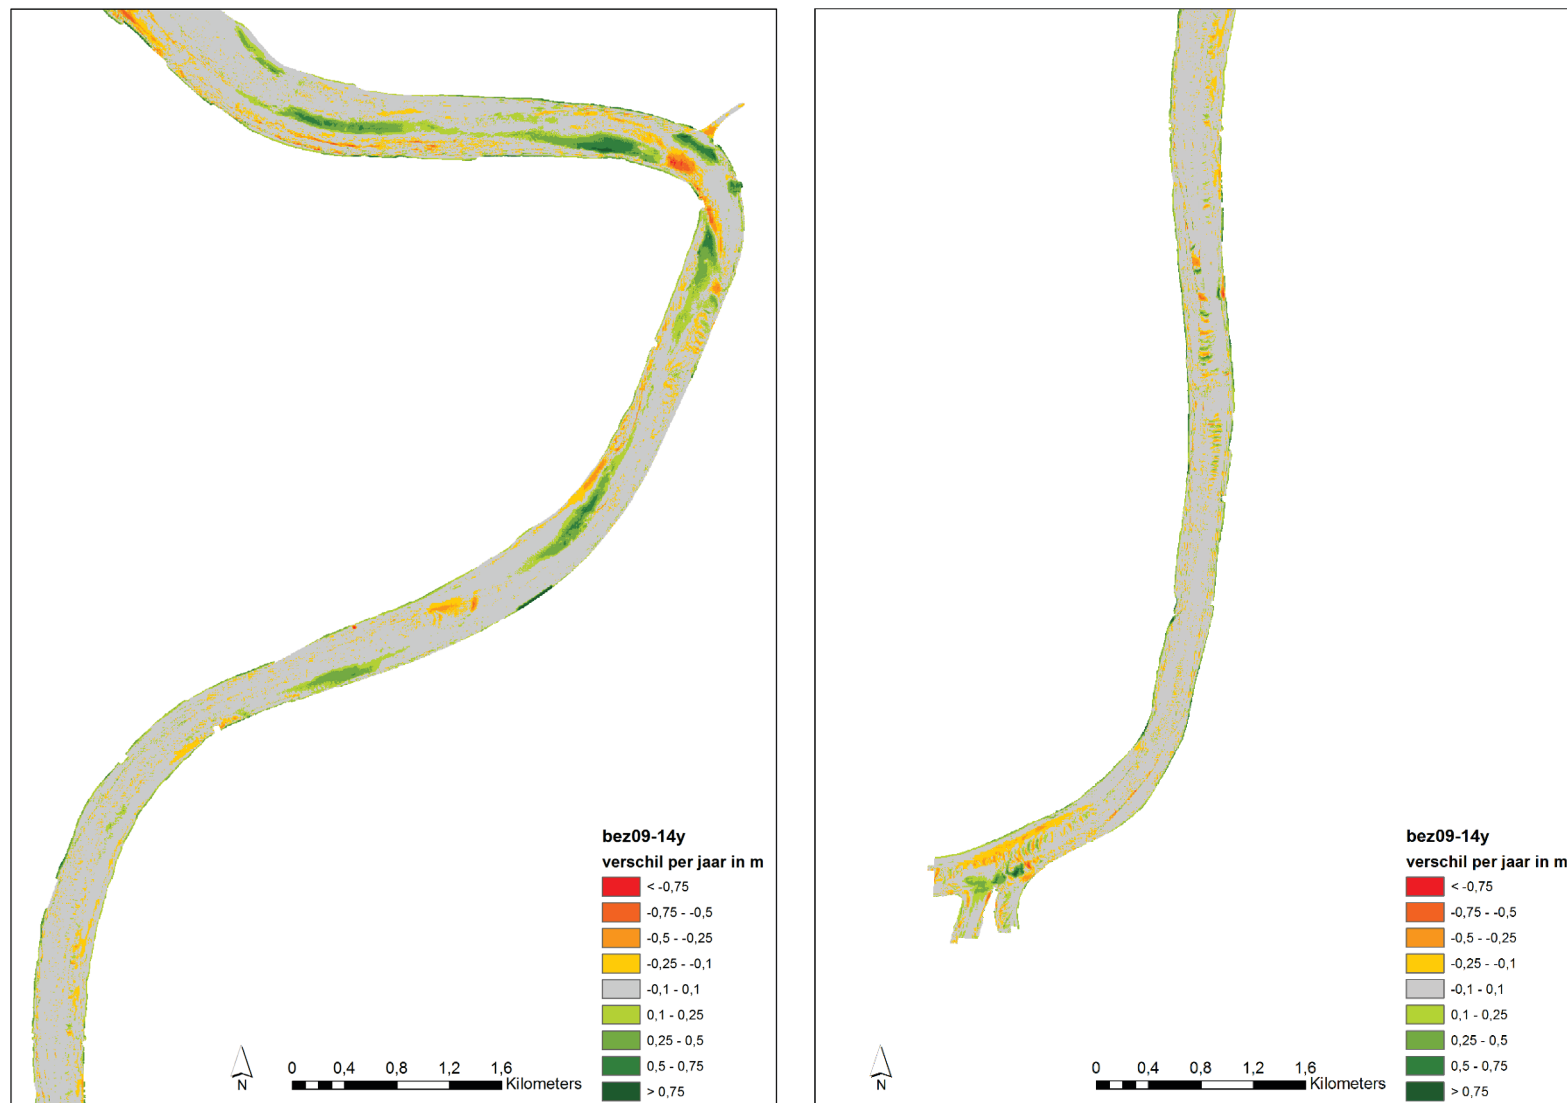 bez09-14y
verschil per jaar in m
< -0,75
-0,75 - -0,5
-0,5 - -0,25
-0,25 - -0,1
-0,1 - 0,1
0,1 - 0,25
0,25 - 0,5
0,5 - 0,75
> 0,75
N
0 0,4 0,8 1,2 1,6
Kilometers
bez09-14y
verschil per jaar in m
< -0,75
-0,75 - -0,5
-0,5 - -0,25
-0,25 - -0,1
-0,1 - 0,1
0,1 - 0,25
0,25 - 0,5
0,5 - 0,75
> 0,75
N
0 0,4 0,8 1,2 1,6
Kilometers